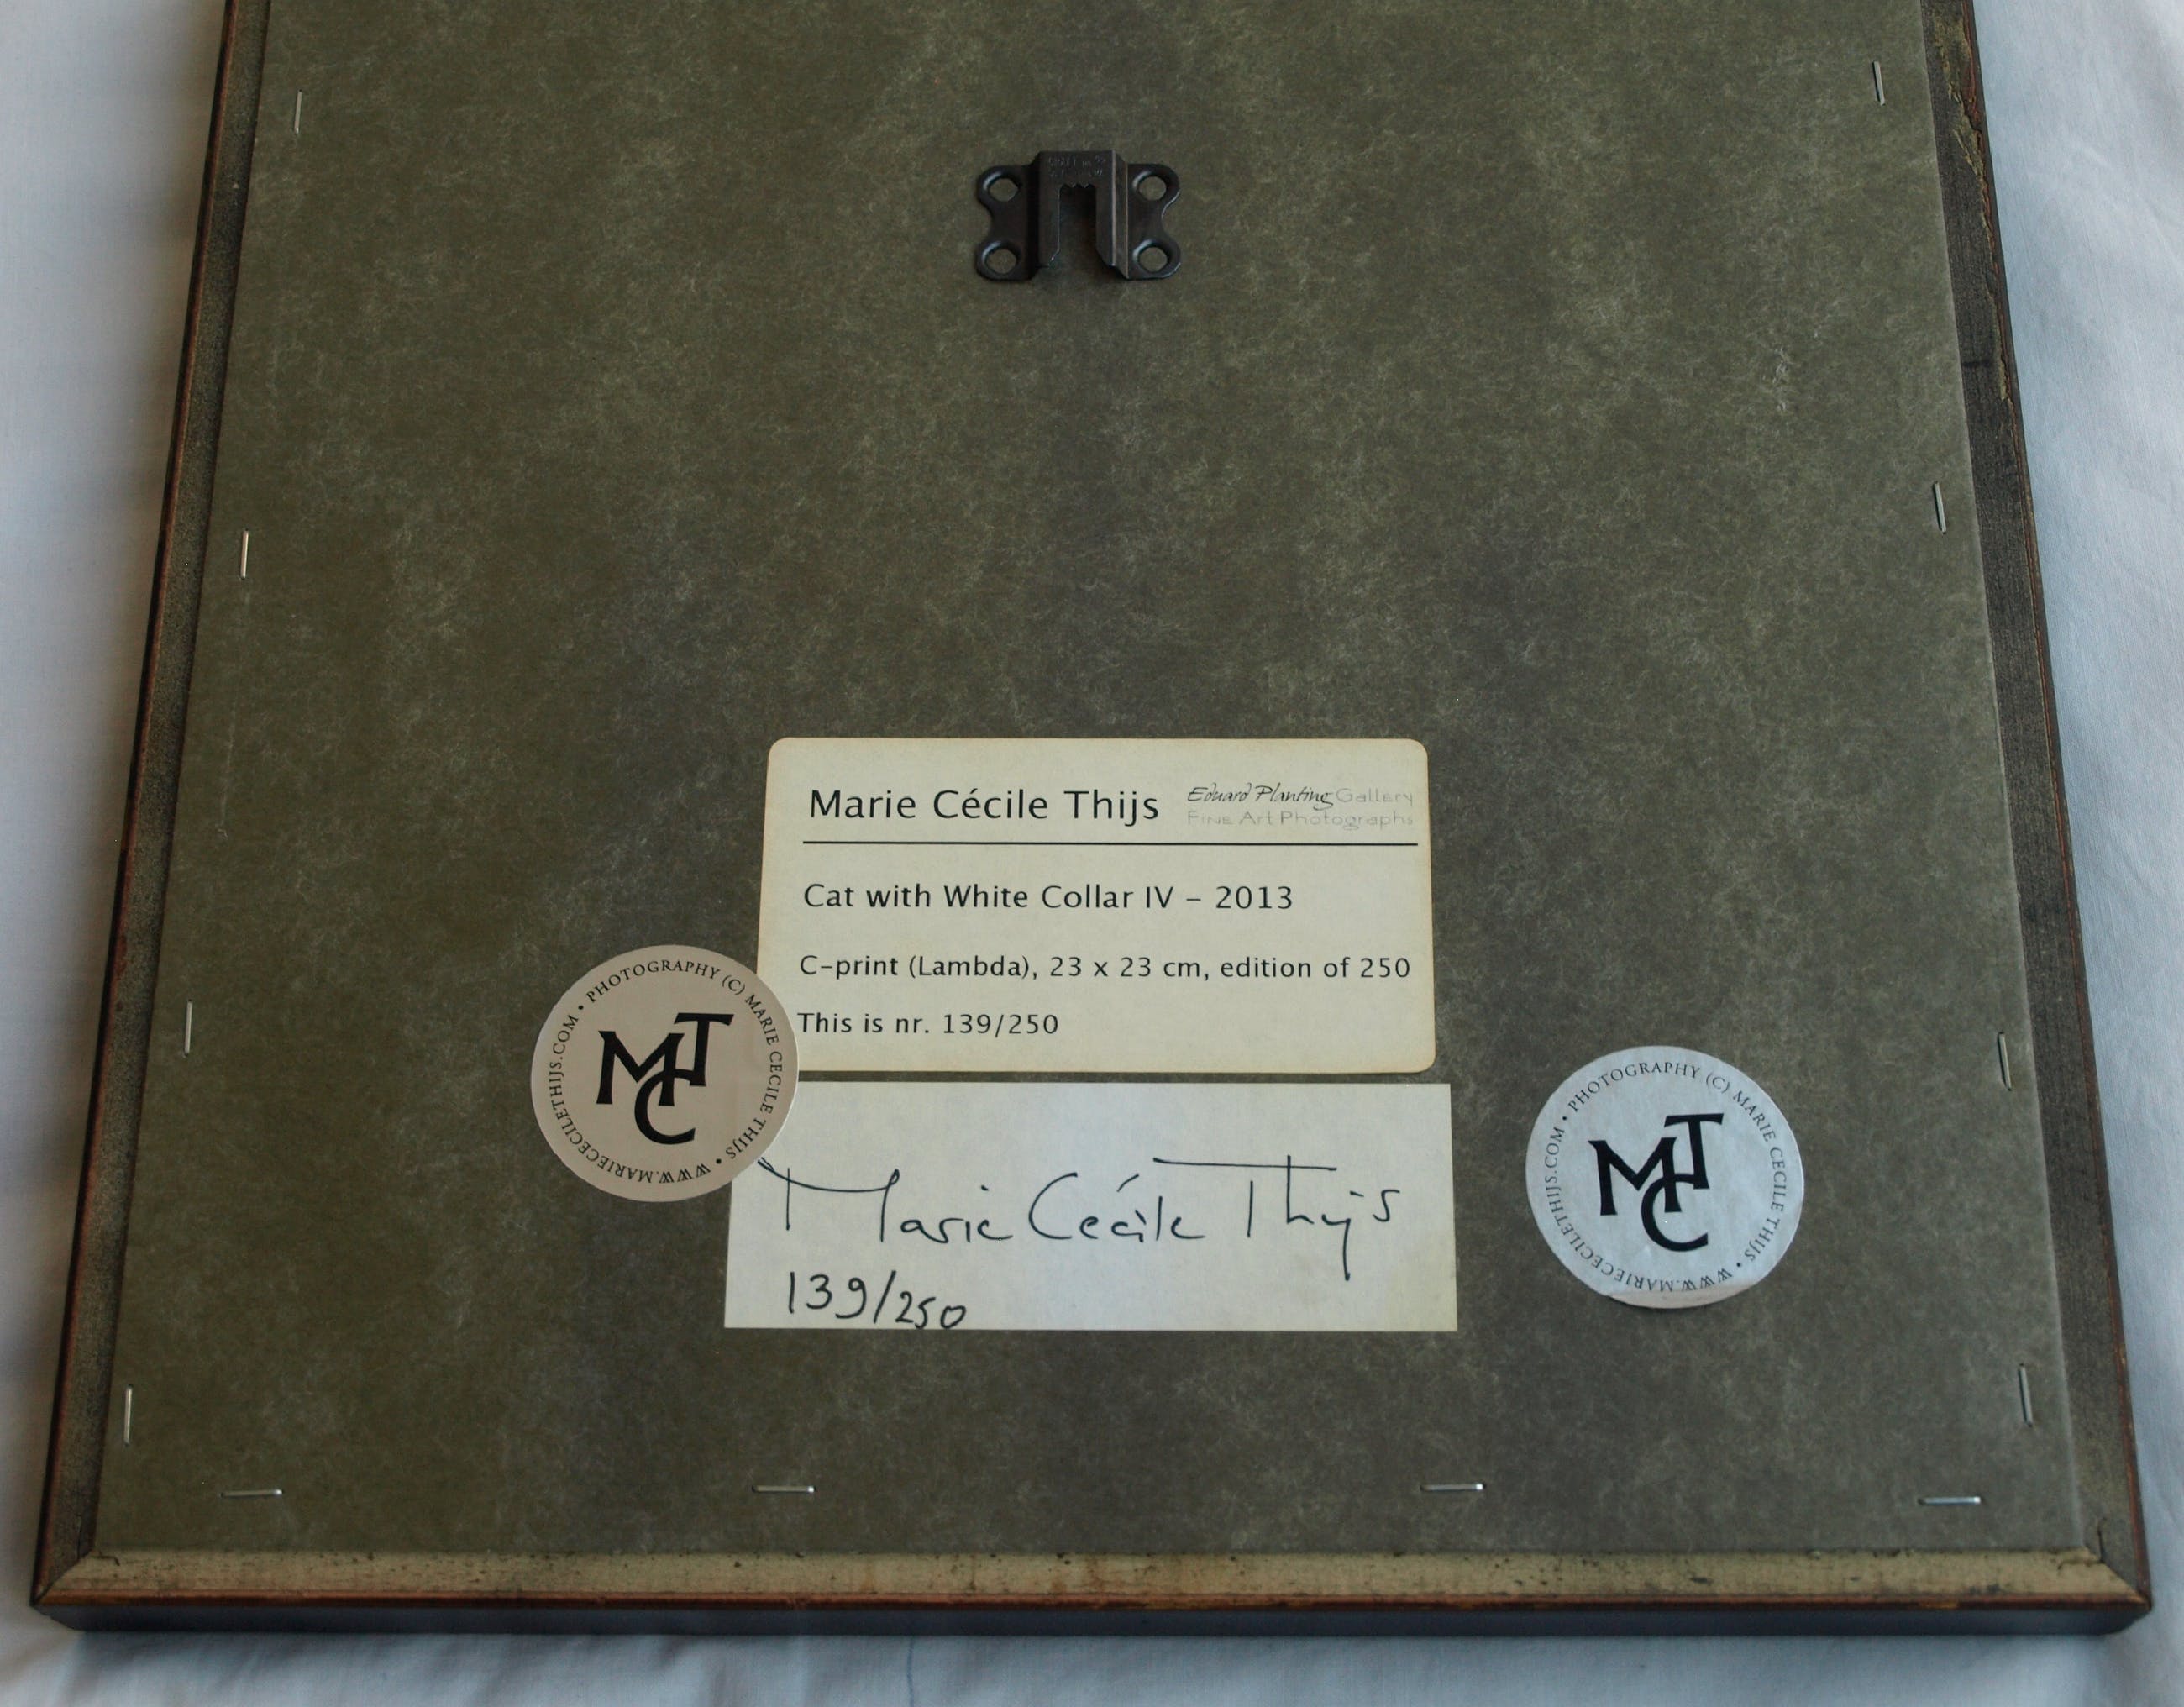 Marie Cécile Thijs
Eduard Planting Gallery
Fine Art Photographs
Cat with White Collar IV – 2013
C-print (Lambda), 23 x 23 cm, edition of 250
This is nr. 139/250
PHOTOGRAPHY (C) MARIE CECILE THIJS • WWW.MARIECECILETHIJS.COM •
MCT
Marie Cécile Thijs
139/250
PHOTOGRAPHY (C) MARIE CECILE THIJS • WWW.MARIECECILETHIJS.COM •
MCT